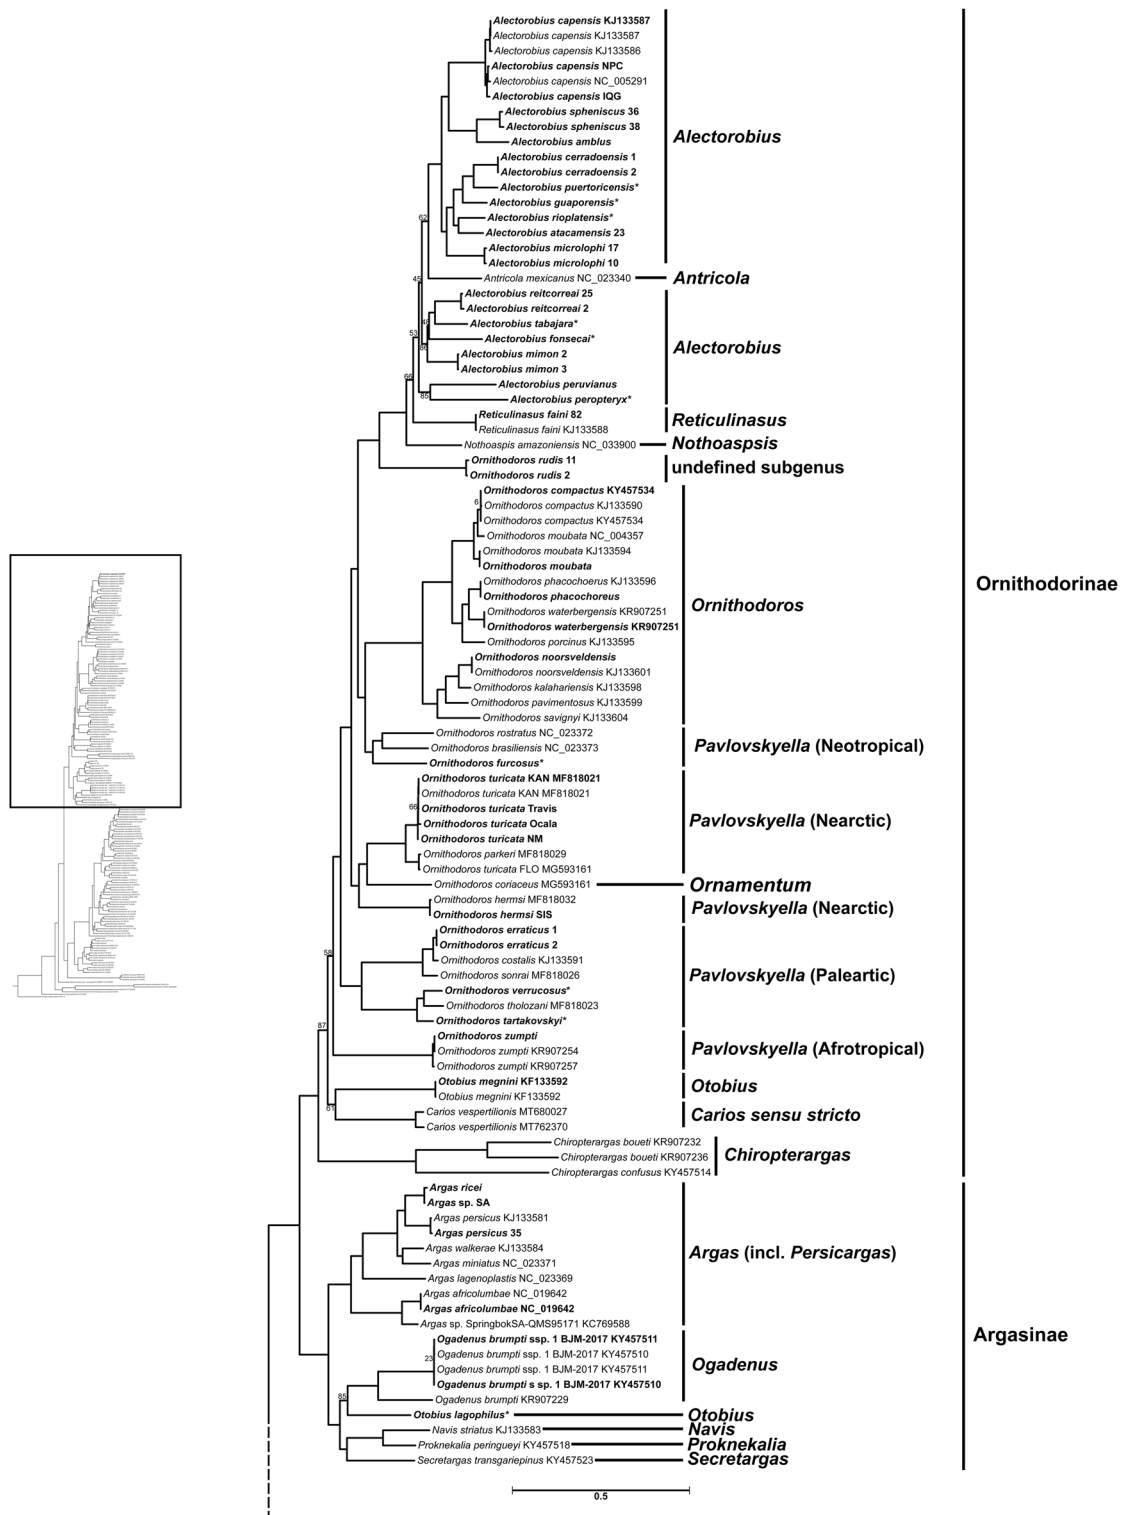 Alectorobius capensis KJ133587
Alectorobius capensis KJ133587
Alectorobius capensis KJ133586
Alectorobius capensis NPC
Alectorobius capensis NC_005291
Alectorobius capensis IQG
Alectorobius spheniscus 36
Alectorobius spheniscus 38
Alectorobius
Alectorobius amblus
Alectorobius cerradoensis 1
Alectorobius cerradoensis 2
Alectorobius puertoricensis*
Alectorobius guaporensis*
62
Alectorobius rioplatensis*
Alectorobius atacamensis 23
Alectorobius microlophi 17
Alectorobius microlophi 10
45
Antricola mexicanus NC_023340
Antricola
Alectorobius reitcorreai 25
Alectorobius reitcorreai 2
Alectorobius tabajara*
53
Alectorobius fonsecai*
Alectorobius
Alectorobius mimon 2
Alectorobius mimon 3
66
Alectorobius peruvianus
85
Alectorobius peropteryx*
Reticulinasus faini 82
Reticulinasus
Reticulinasus faini KJ133588
Nothoaspis amazoniensis NC_033900
Nothoaspsis
Ornithodoros rudis 11
undefined subgenus
Ornithodoros rudis 2
Ornithodoros compactus KY457534
6
Ornithodoros compactus KJ133590
Ornithodoros compactus KY457534
Ornithodoros moubata NC_004357
Ornithodoros moubata KJ133594
Ornithodoros moubata
Ornithodoros phacochoerus KJ133596
Ornithodorinae
Ornithodoros phacochoreus
Ornithodoros
Ornithodoros waterbergensis KR907251
Ornithodoros waterbergensis KR907251
Ornithodoros porcinus KJ133595
Ornithodoros noorsveldensis
Ornithodoros noorsveldensis KJ133601
Ornithodoros kalahariensis KJ133598
Ornithodoros pavimentosus KJ133599
Ornithodoros savignyi KJ133604
Ornithodoros rostratus NC_023372
Pavlovskyella (Neotropical)
Ornithodoros brasiliensis NC_023373
Ornithodoros furcosus*
Ornithodoros turicata KAN MF818021
Ornithodoros turicata KAN MF818021
66
Ornithodoros turicata Travis
Pavlovskyella (Nearctic)
Ornithodoros turicata Ocala
Ornithodoros turicata NM
Ornithodoros parkeri MF818029
Ornithodoros turicata FLO MG593161
Ornithodoros coriaceus MG593161
Ornamentum
Ornithodoros hermsi MF818032
Pavlovskyella (Nearctic)
Ornithodoros hermsi SIS
Ornithodoros erraticus 1
Ornithodoros erraticus 2
58
Ornithodoros costalis KJ133591
Ornithodoros sonrai MF818026
Pavlovskyella (Paleartic)
Ornithodoros verrucosus*
Ornithodoros tholozani MF818023
Ornithodoros tartakovskyi*
87
Ornithodoros zumpti
Ornithodoros zumpti KR907254
Pavlovskyella (Afrotropical)
Ornithodoros zumpti KR907257
Otobius megnini KF133592
Otobius
Otobius megnini KF133592
61
Carios vespertilionis MT680027
Carios sensu stricto
Carios vespertilionis MT762370
Chiropterargas boueti KR907232
Chiropterargas boueti KR907236
Chiropterargas
Chiropterargas confusus KY457514
Argas ricei
Argas sp. SA
Argas persicus KJ133581
Argas persicus 35
Argas walkerae KJ133584
Argas (incl. Persicargas)
Argas miniatus NC_023371
Argas lagenoplastis NC_023369
Argas africolumbae NC_019642
Argas africolumbae NC_019642
Argas sp. SpringbokSA-QMS95171 KC769588
Argasinae
Ogadenus brumpti ssp. 1 BJM-2017 KY457511
Ogadenus brumpti ssp. 1 BJM-2017 KY457510
23
Ogadenus
Ogadenus brumpti ssp. 1 BJM-2017 KY457511
Ogadenus brumpti s sp. 1 BJM-2017 KY457510
85
Ogadenus brumpti KR907229
Otobius lagophilus*
Otobius
Navis striatus KJ133583
Navis
Proknekalia peringueyi KY457518
Proknekalia
Secretargas transgariepinus KY457523
Secretargas
0.5